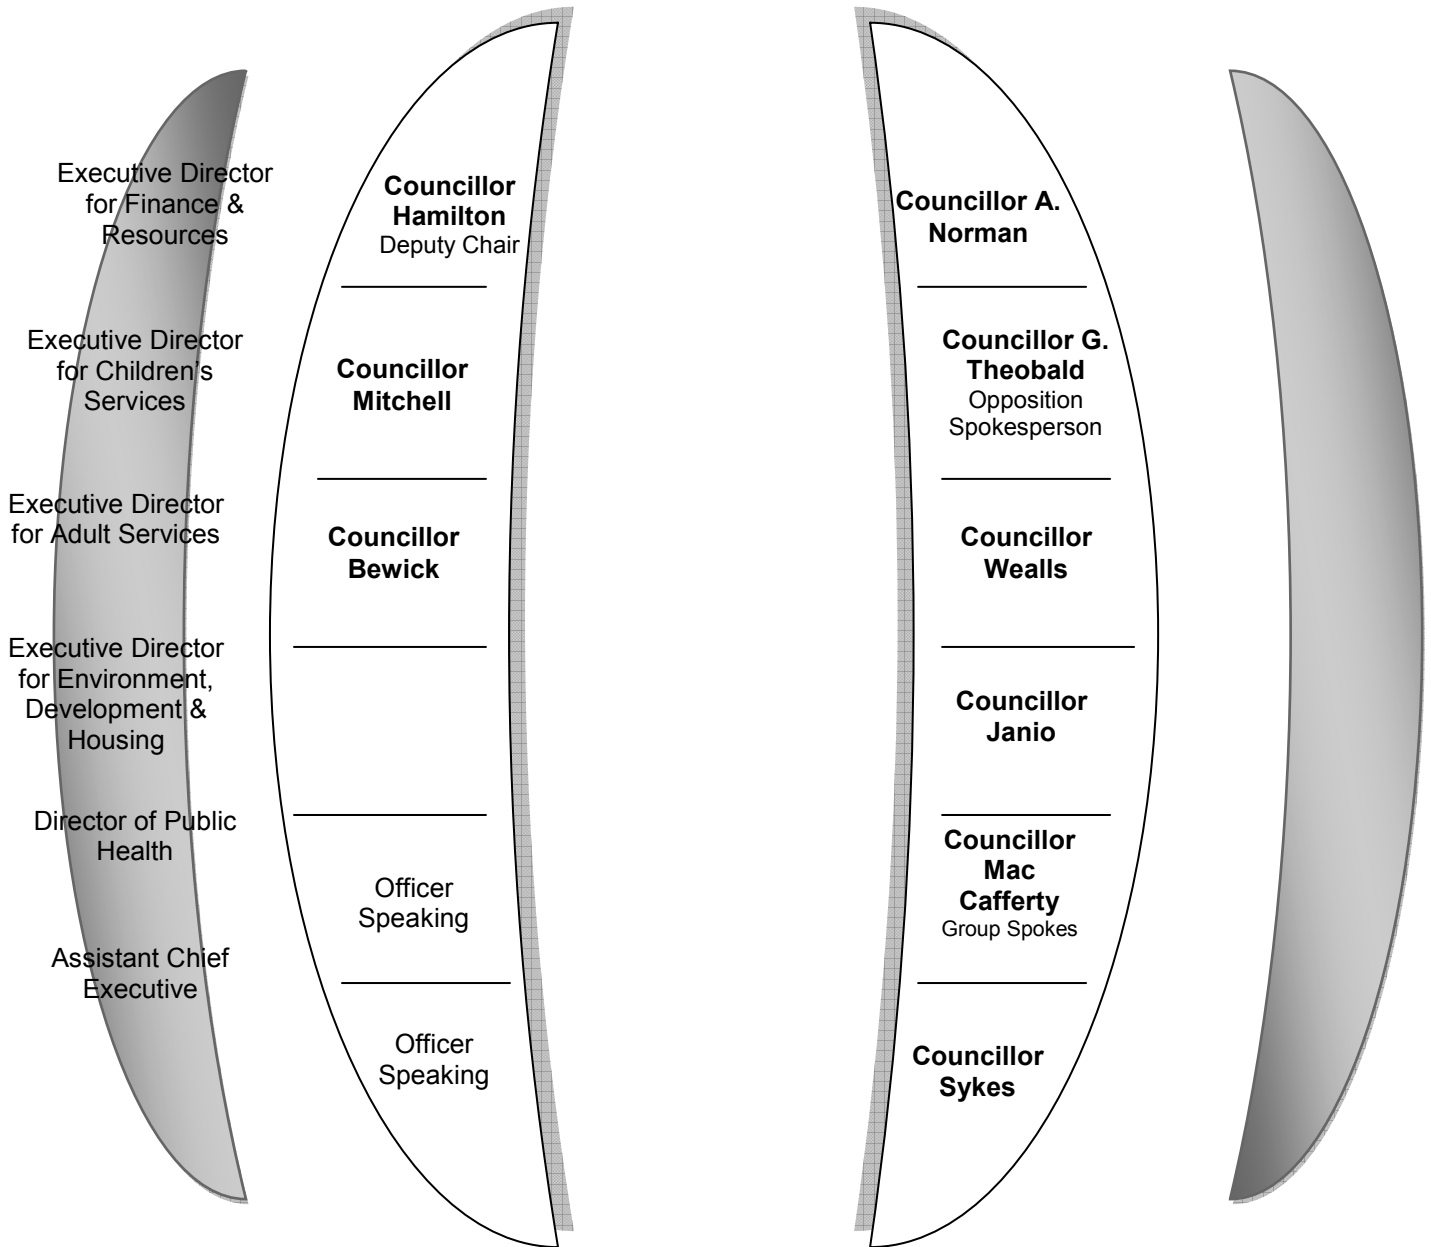 Executive Director
for Finance &
Resources
Executive Director
for Children's
Services
Executive Director
for Adult Services
Executive Director
for Environment,
Development &
Housing
Director of Public
Health
Assistant Chief
Executive
Councillor
Hamilton
Deputy Chair
Councillor
Mitchell
Councillor
Bewick
Officer
Speaking
Officer
Speaking
Councillor A.
Norman
Councillor G.
Theobald
Opposition
Spokesperson
Councillor
Wealls
Councillor
Janio
Councillor
Mac
Cafferty
Group Spokes
Councillor
Sykes